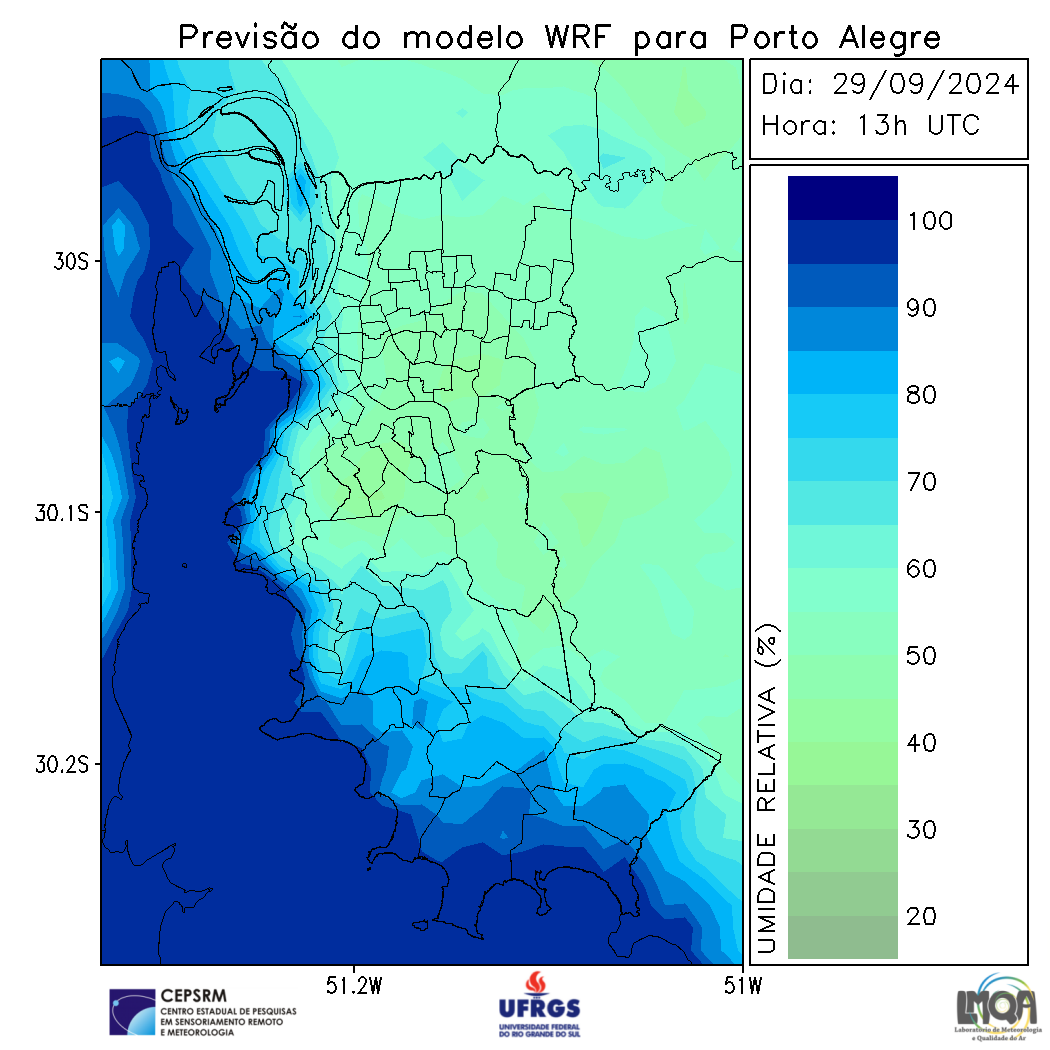 Previsão do modelo WRF para Porto Alegre
Dia: 29/09/2024
Hora: 13h UTC
30S
30.1S
30.2S
51.2W
51W
UMIDADE RELATIVA (%)
100
90
80
70
60
50
40
30
20
CEPSRM
CENTRO ESTADUAL DE PESQUISAS
EM SENSORIAMENTO REMOTO
E METEOROLOGIA
UFRGS
UNIVERSIDADE FEDERAL
DO RIO GRANDE DO SUL
LMQA
Laboratório de Meteorologia
e Qualidade do Ar